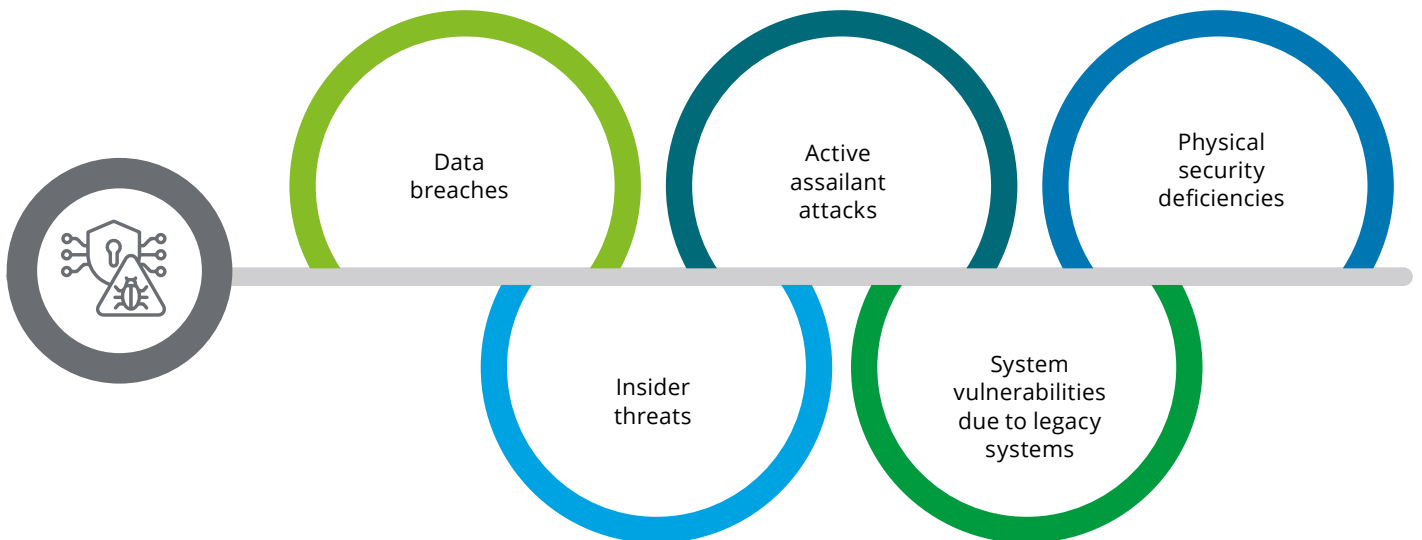 Data
breaches
Insider
threats
Active
assailant
attacks
System
vulnerabilities
due to legacy
systems
Physical
security
deficiencies